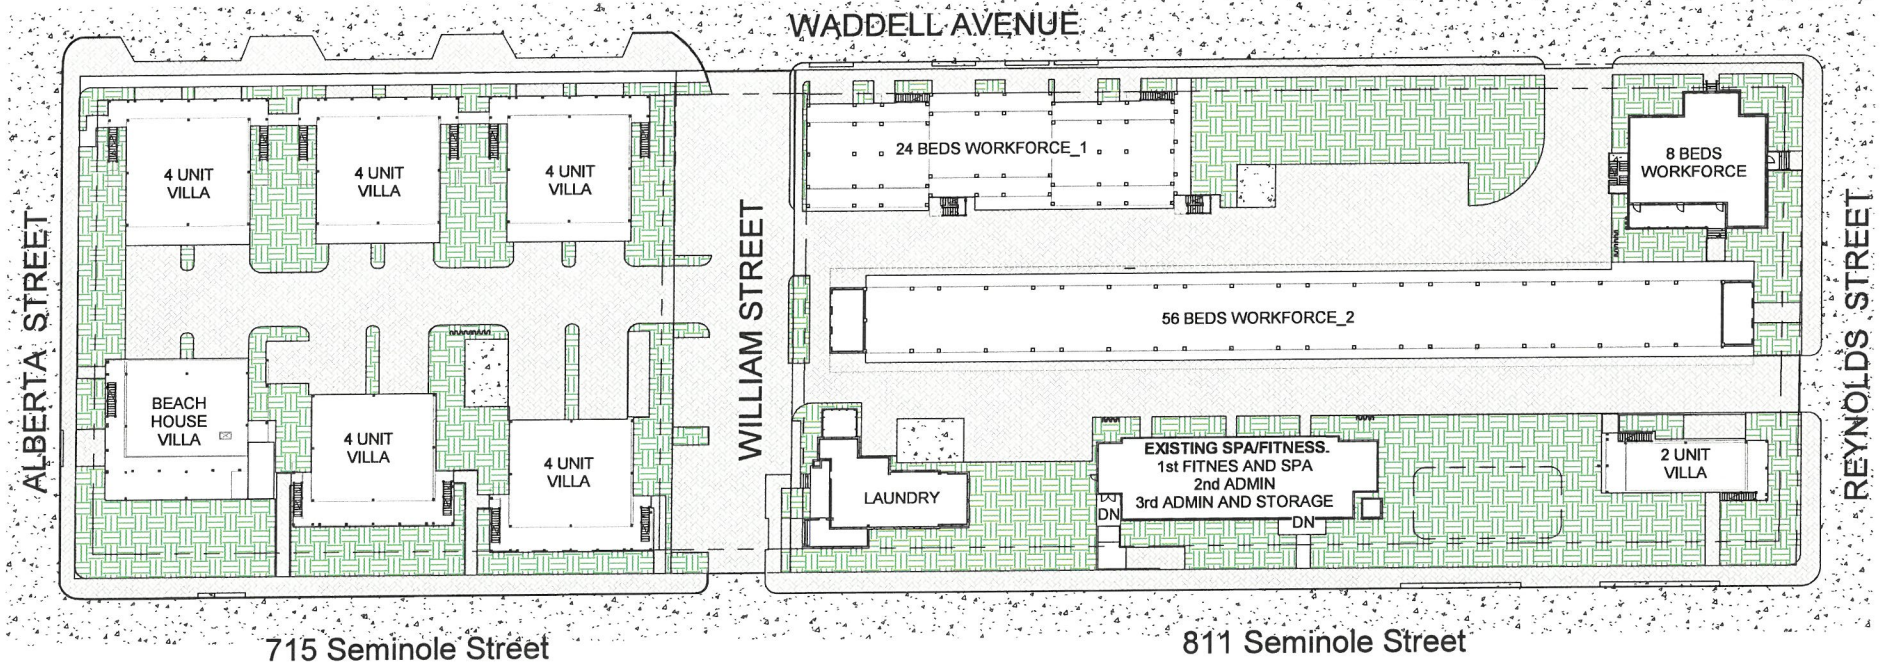 WADDELL AVENUE
ALBERTA STREET
WILLIAM STREET
REYNOLDS STREET
4 UNIT
VILLA
4 UNIT
VILLA
4 UNIT
VILLA
24 BEDS WORKFORCE_1
8 BEDS
WORKFORCE
56 BEDS WORKFORCE_2
BEACH
HOUSE
VILLA
4 UNIT
VILLA
4 UNIT
VILLA
LAUNDRY
EXISTING SPA/FITNESS.
1st FITNES AND SPA
2nd ADMIN
3rd ADMIN AND STORAGE
DN
DN
2 UNIT
VILLA
715 Seminole Street
811 Seminole Street